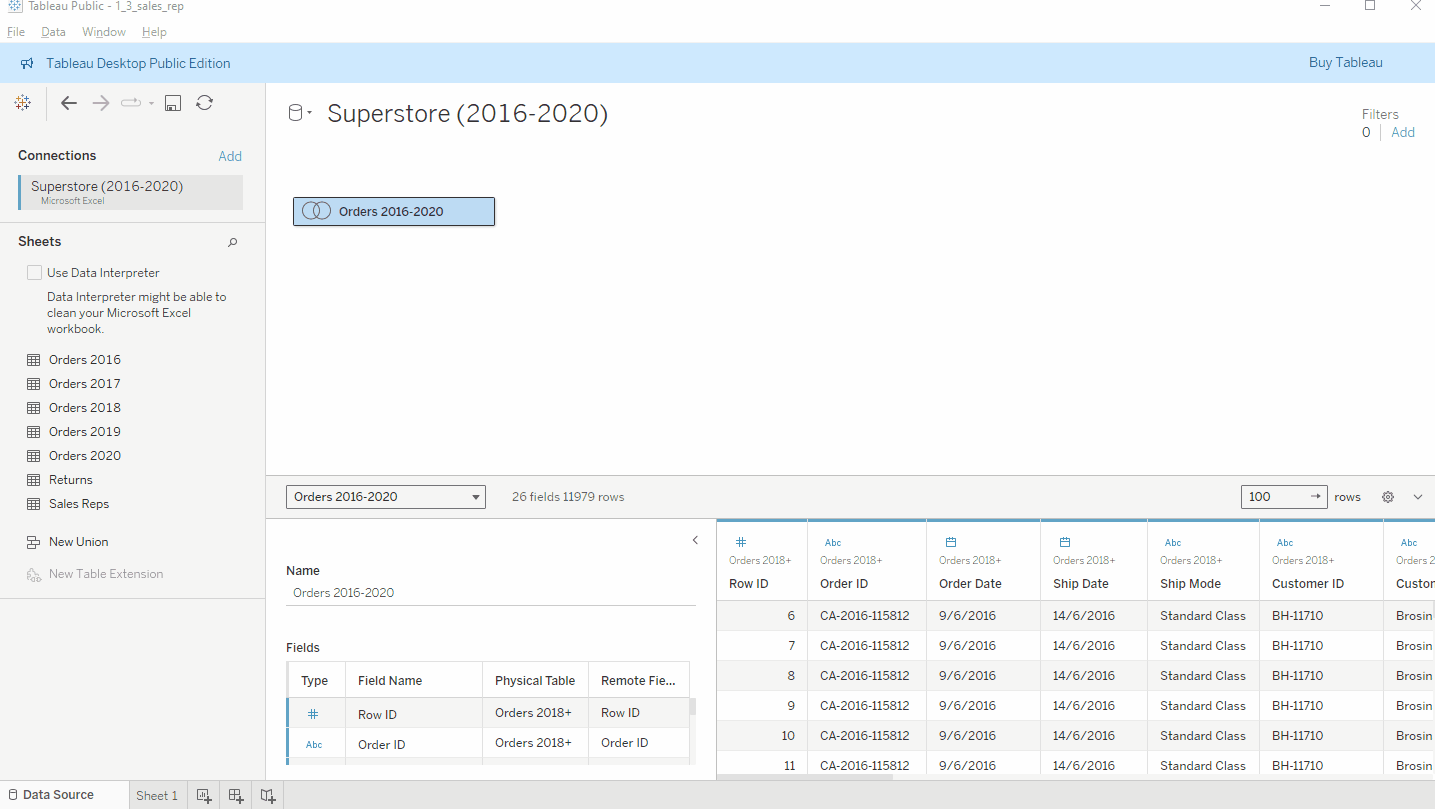 Tableau Public - 1_3_sales_rep
File Data Window Help
Tableau Desktop Public Edition
Buy Tableau
Connections
Add
Superstore (2016-2020)
Microsoft Excel
Sheets
Use Data Interpreter
Data Interpreter might be able to
clean your Microsoft Excel
workbook.
Orders 2016
Orders 2017
Orders 2018
Orders 2019
Orders 2020
Returns
Sales Reps
New Union
New Table Extension
Superstore (2016-2020)
Filters
0 Add
Orders 2016-2020
Orders 2016-2020 26 fields 11979 rows 100 rows
Name
Orders 2016-2020
Fields
Type Field Name Physical Table Remote Fie...
# Row ID Orders 2018+ Row ID
Abc Order ID Orders 2018+ Order ID
# Abc Abc Abc Abc
Orders 2018+ Orders 2018+ Orders 2018+ Orders 2018+ Orders 2018+ Orders 2018+ Orders 2
Row ID Order ID Order Date Ship Date Ship Mode Customer ID Custon
6 CA-2016-115812 9/6/2016 14/6/2016 Standard Class BH-11710 Brosin
7 CA-2016-115812 9/6/2016 14/6/2016 Standard Class BH-11710 Brosin
8 CA-2016-115812 9/6/2016 14/6/2016 Standard Class BH-11710 Brosin
9 CA-2016-115812 9/6/2016 14/6/2016 Standard Class BH-11710 Brosin
10 CA-2016-115812 9/6/2016 14/6/2016 Standard Class BH-11710 Brosin
11 CA-2016-115812 9/6/2016 14/6/2016 Standard Class BH-11710 Brosin
Data Source Sheet 1